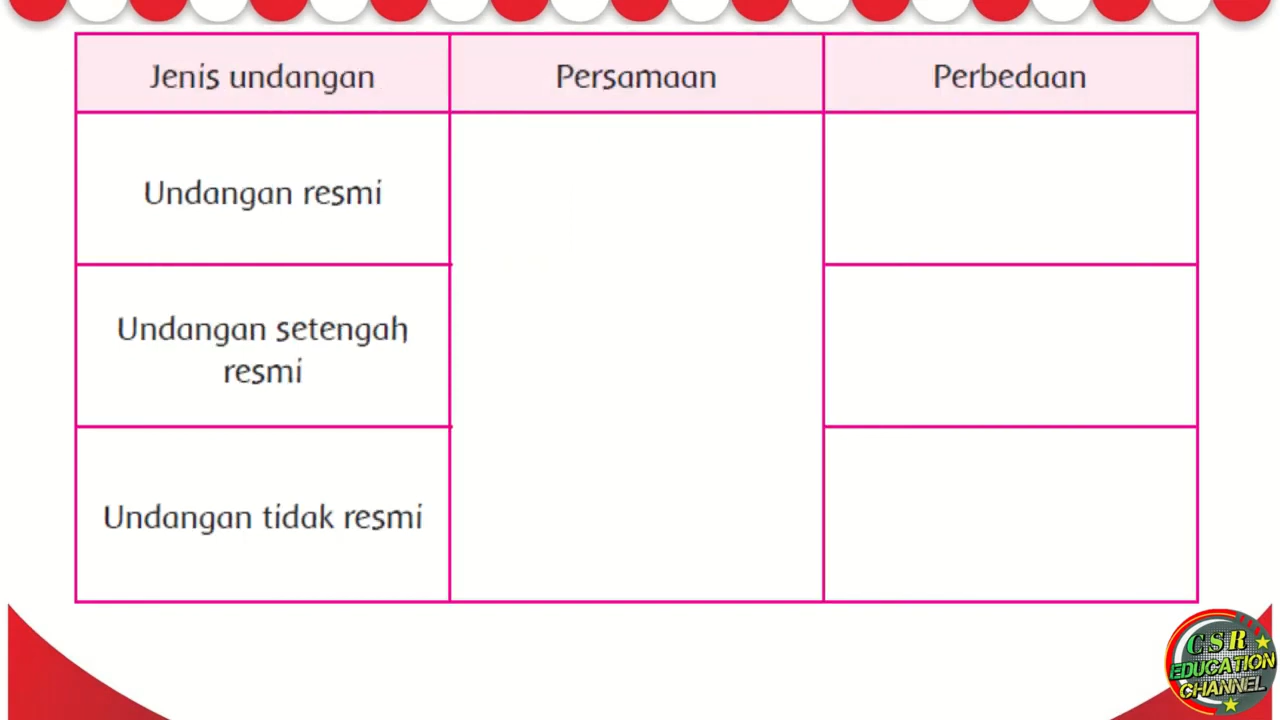 Jenis undangan
Persamaan
Perbedaan
Undangan resmi
Undangan setengah
resmi
Undangan tidak resmi
CSR
EDUCATION
CHANNEL